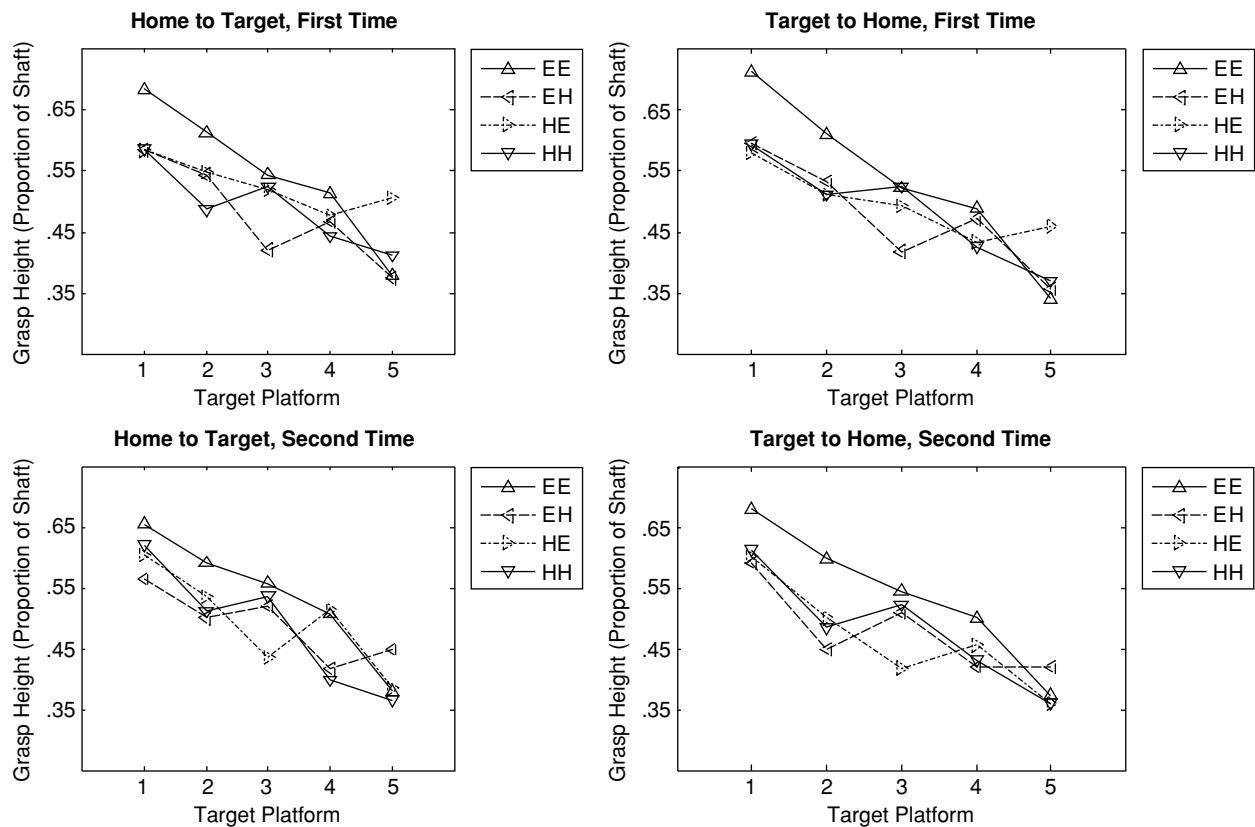 Home to Target, First Time
Grasp Height (Proportion of Shaft)
.65
.55
.45
.35
1 2 3 4 5
Target Platform
EE
EH
HE
HH
Target to Home, First Time
Grasp Height (Proportion of Shaft)
.65
.55
.45
.35
1 2 3 4 5
Target Platform
EE
EH
HE
HH
Home to Target, Second Time
Grasp Height (Proportion of Shaft)
.65
.55
.45
.35
1 2 3 4 5
Target Platform
EE
EH
HE
HH
Target to Home, Second Time
Grasp Height (Proportion of Shaft)
.65
.55
.45
.35
1 2 3 4 5
Target Platform
EE
EH
HE
HH